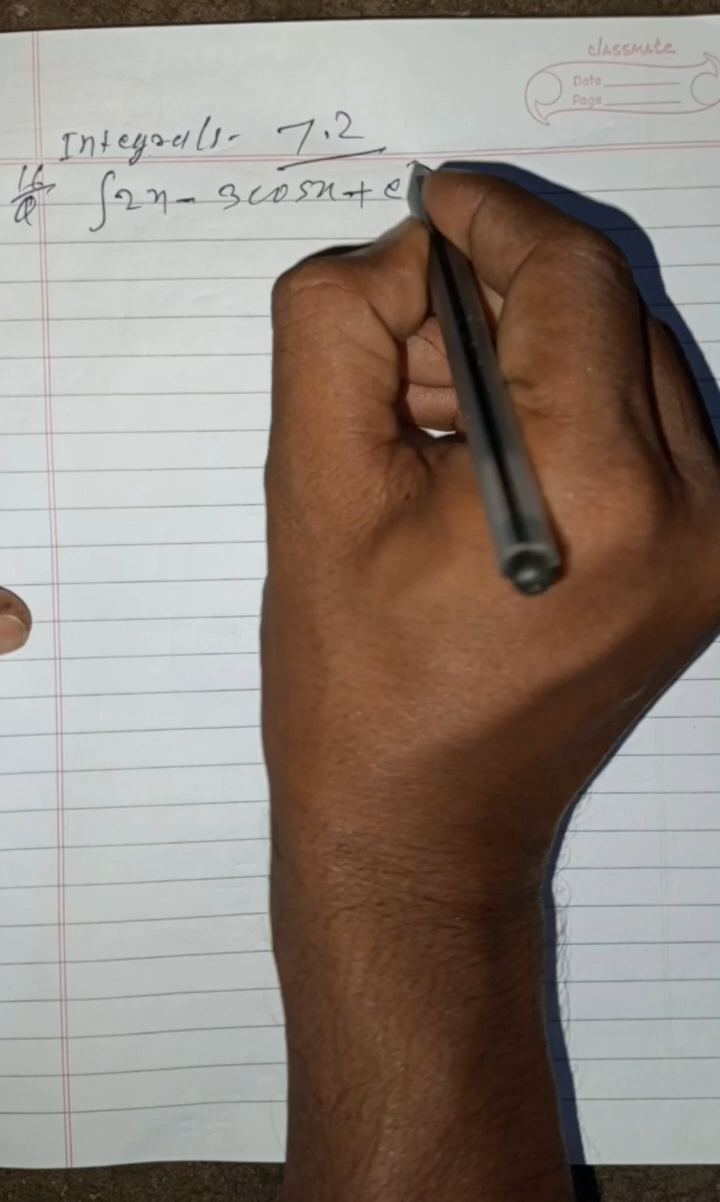 classmate
Date
Page
Integrals- 7.2
16/Q ∫2x - 3cosx + e